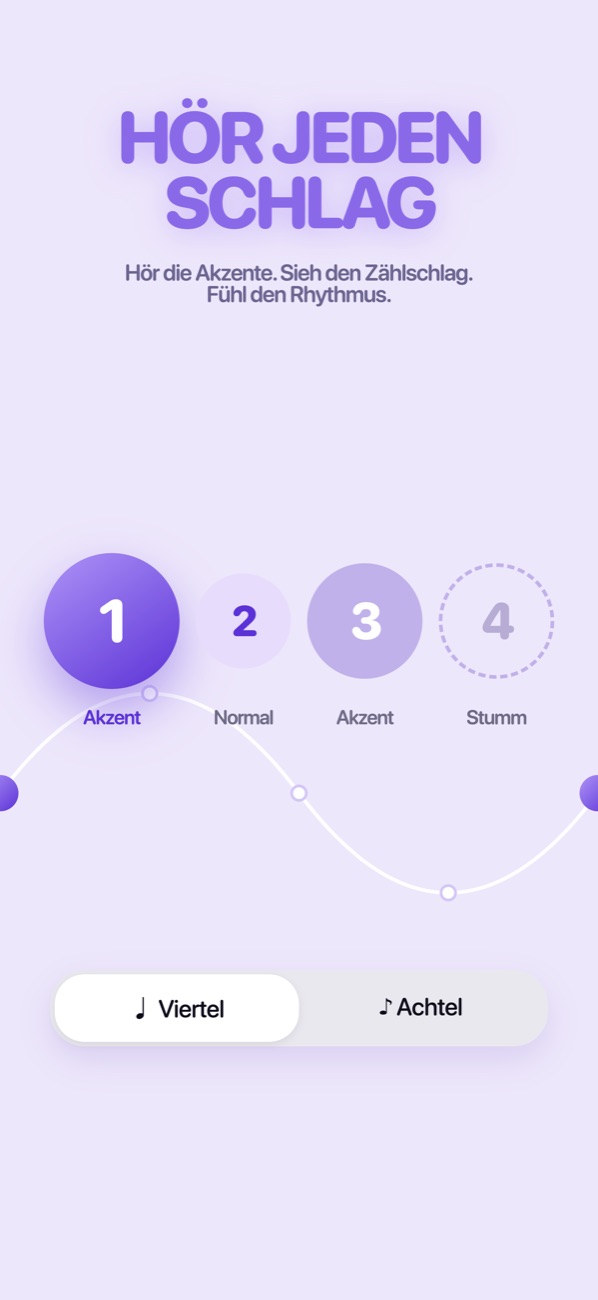 HÖR JEDEN
SCHLAG
Hör die Akzente. Sieh den Zählschlag.
Fühl den Rhythmus.
1 2 3 4
Akzent Normal Akzent Stumm
♩ Viertel ♪ Achtel